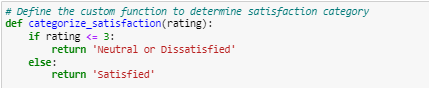 # Define the custom function to determine satisfaction category
def categorize_satisfaction(rating):
    if rating <= 3:
        return 'Neutral or Dissatisfied'
    else:
        return 'Satisfied'